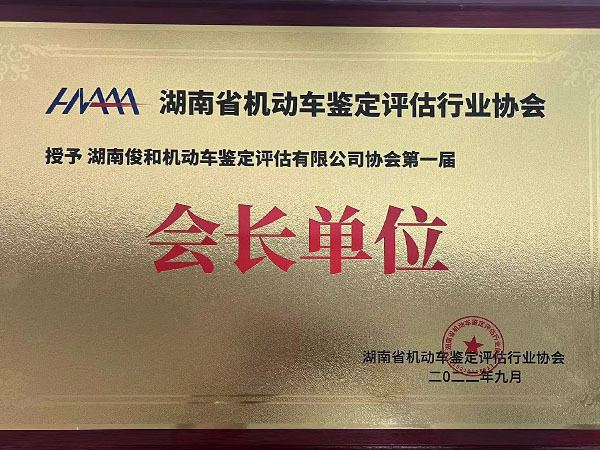 HNAAA 湖南省机动车鉴定评估行业协会
授予 湖南俊和机动车鉴定评估有限公司协会第一届
会长单位
湖南省机动车鉴定评估行业协会
二〇二二年九月